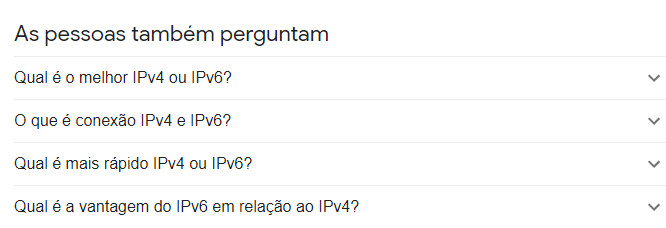 As pessoas também perguntam
Qual é o melhor IPv4 ou IPv6?
O que é conexão IPv4 e IPv6?
Qual é mais rápido IPv4 ou IPv6?
Qual é a vantagem do IPv6 em relação ao IPv4?